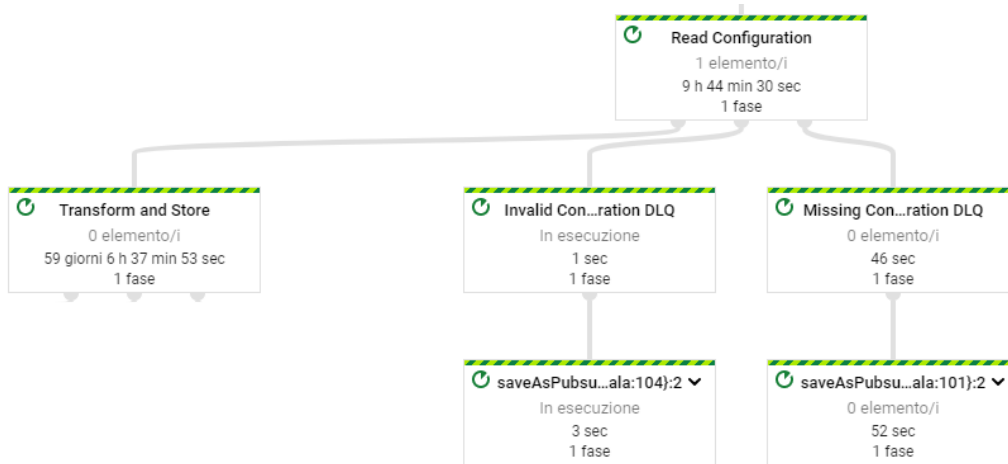 Read Configuration
1 elemento/i
9 h 44 min 30 sec
1 fase
Transform and Store
0 elemento/i
59 giorni 6 h 37 min 53 sec
1 fase
Invalid Con...ration DLQ
In esecuzione
1 sec
1 fase
Missing Con...ration DLQ
0 elemento/i
46 sec
1 fase
saveAsPubsu...ala:104}:2
In esecuzione
3 sec
1 fase
saveAsPubsu...ala:101}:2
0 elemento/i
52 sec
1 fase